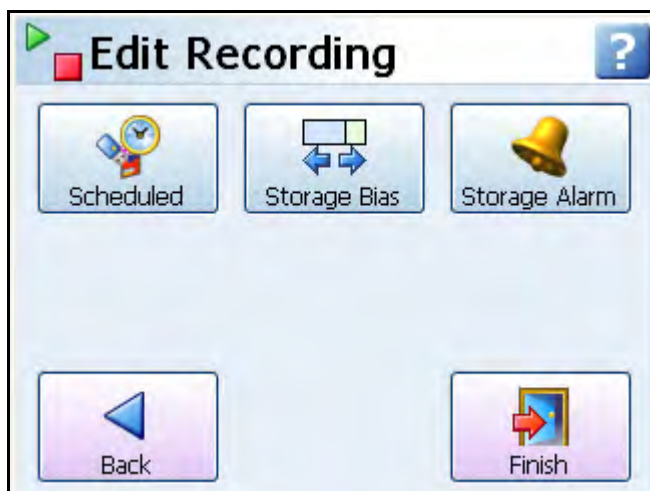 Edit Recording
?
Scheduled
Storage Bias
Storage Alarm
Back
Finish